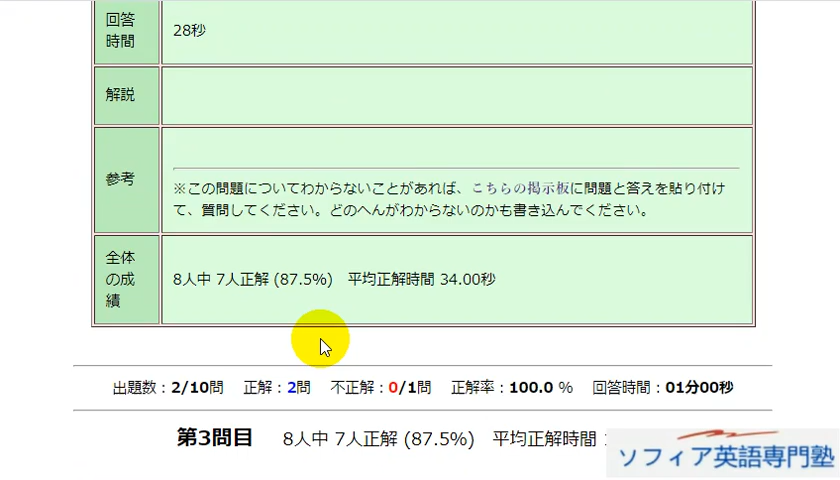 回答
時間
28秒
解説
参考
※この問題についてわからないことがあれば、こちらの掲示板に問題と答えを貼り付け
て、質問してください。どのへんがわからないのかも書き込んでください。
全体
の成
績
8人中 7人正解 (87.5%) 平均正解時間 34.00秒
出題数：2/10問 正解：2問 不正解：0/1問 正解率：100.0 % 回答時間：01分00秒
第3問目 8人中 7人正解 (87.5%) 平均正解時間
ソフィア英語専門塾